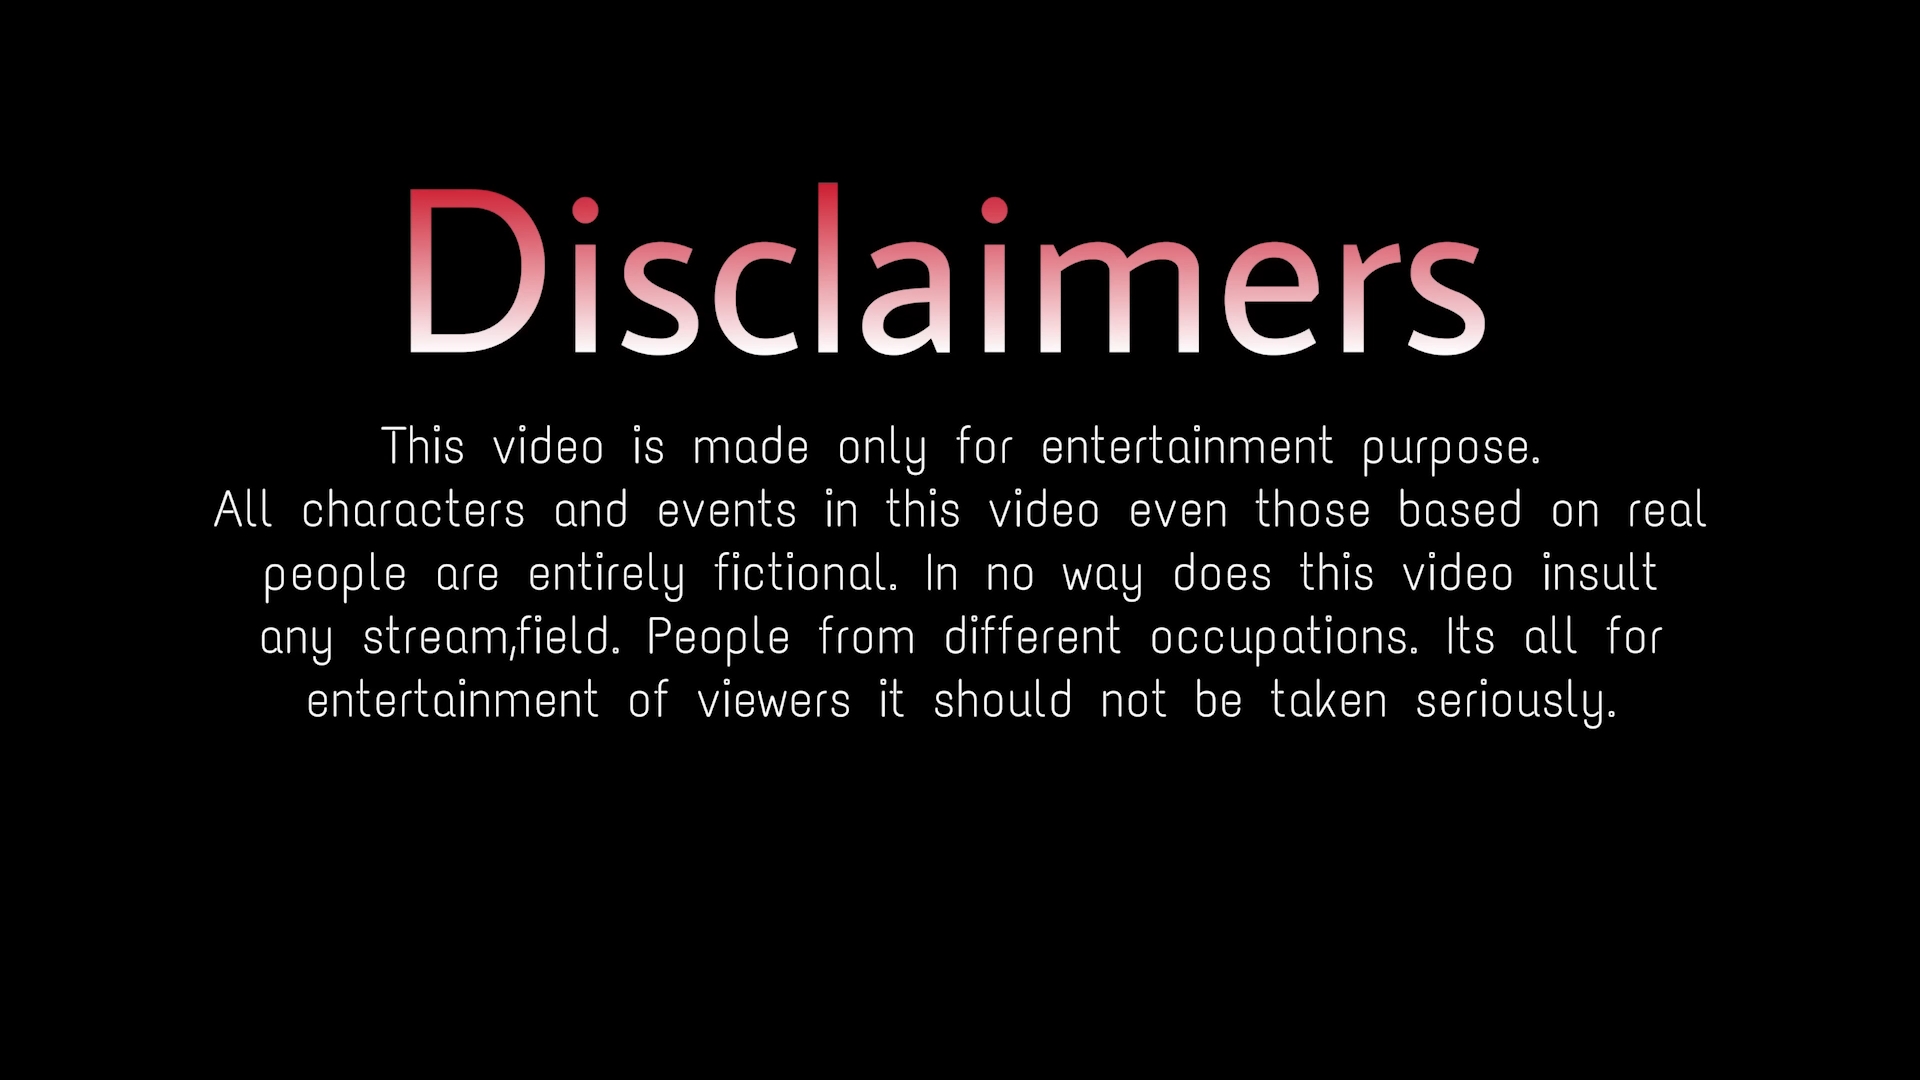 Disclaimers
This video is made only for entertainment purpose.
All characters and events in this video even those based on real
people are entirely fictional. In no way does this video insult
any stream,field. People from different occupations. Its all for
entertainment of viewers it should not be taken seriously.